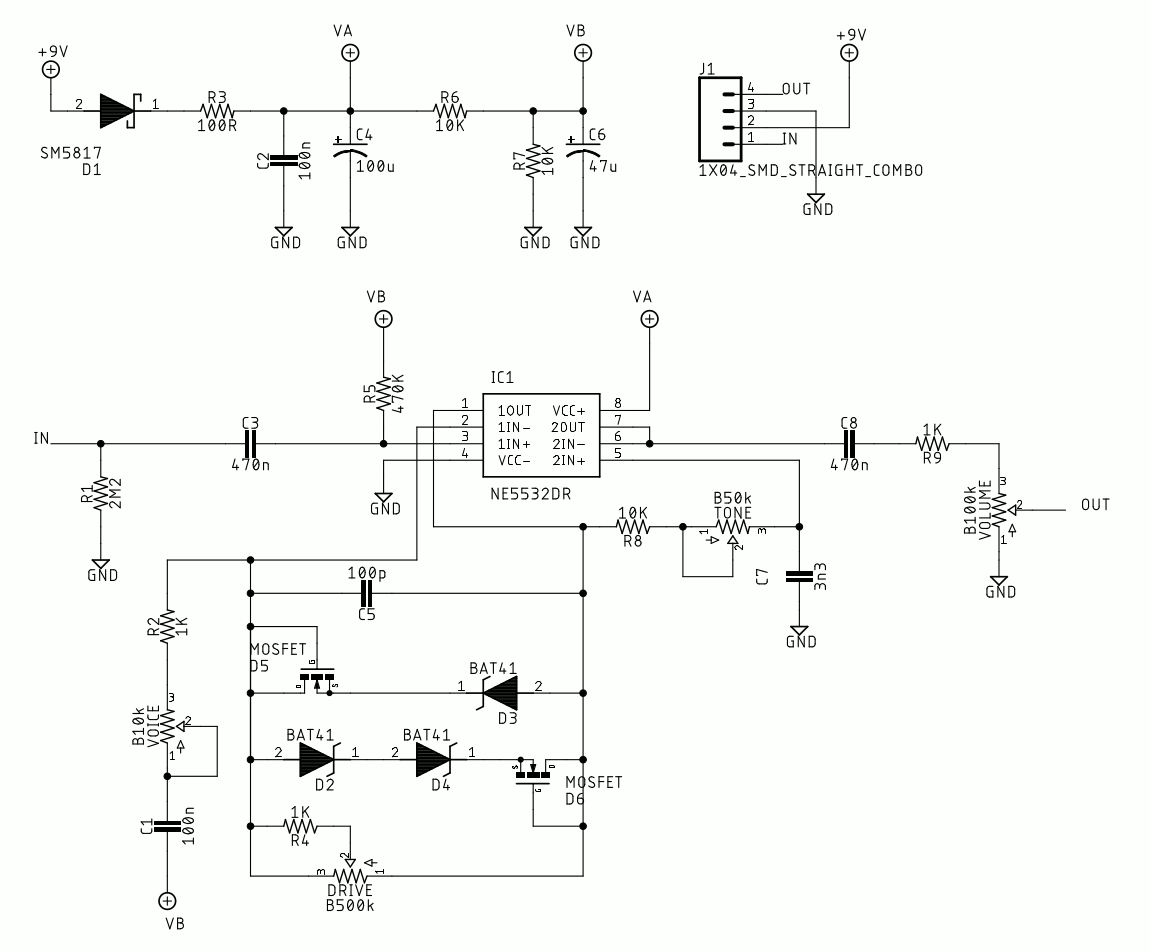 VA
VB
+9V
+9V
J1
2
1
R3
100R
R6
10K
C4
100u
C2
100n
R7
10K
C6
47u
SM5817
D1
4
OUT
3
2
1
IN
1X04_SMD_STRAIGHT_COMBO
GND
GND
GND
GND
GND
VB
VA
IC1
R5
470K
1
1OUT
VCC+
8
2
1IN-
2OUT
7
3
1IN+
2IN-
6
4
VCC-
2IN+
5
NE5532DR
IN
C3
470n
C8
470n
1K
R9
R1
2M2
GND
GND
3
B100k
VOLUME
2
1
OUT
GND
10K
R8
B50k
TONE
1
2
3
C7
3n3
GND
100p
C5
R2
1K
MOSFET
D5
G
D
S
BAT41
1
2
D3
3
B10k
VOICE
2
1
BAT41
2
1
D2
BAT41
2
1
D4
S
D
G
MOSFET
D6
C1
100n
1K
R4
2
3
1
DRIVE
B500k
VB